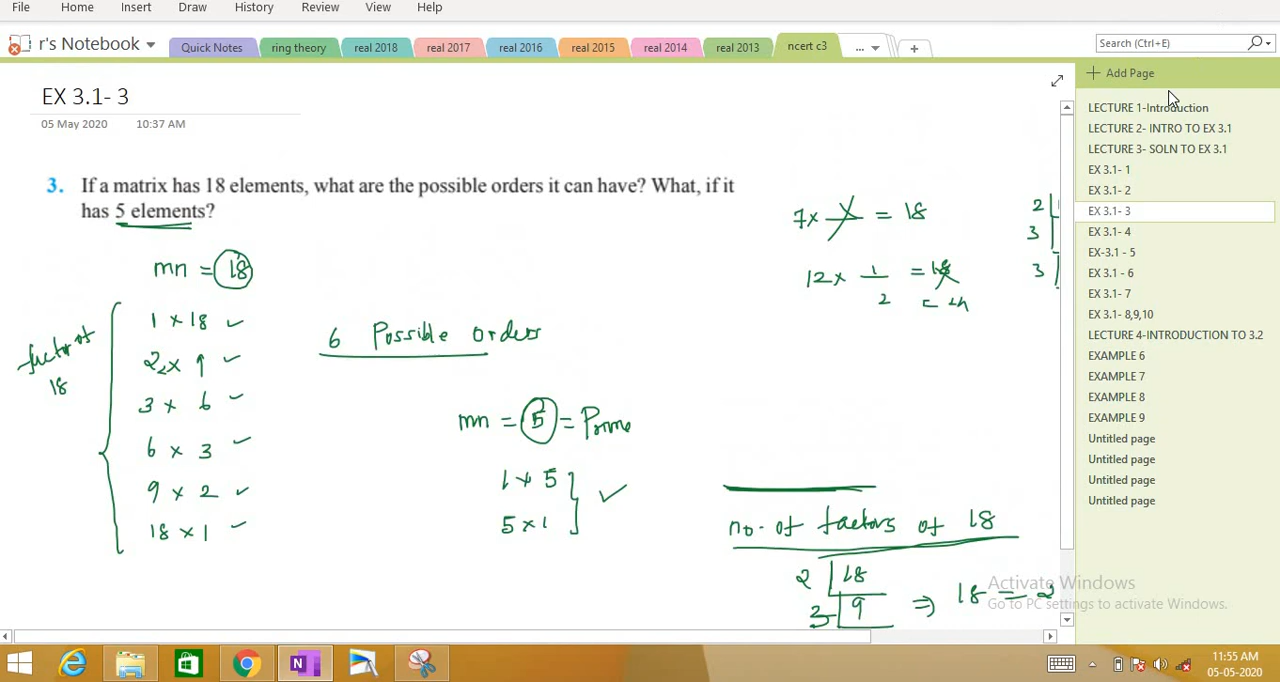 File Home Insert Draw History Review View Help
r's Notebook Quick Notes ring theory real 2018 real 2017 real 2016 real 2015 real 2014 real 2013 ncert c3 ... + Search (Ctrl+E)
Add Page
EX 3.1- 3
05 May 2020 10:37 AM
3. If a matrix has 18 elements, what are the possible orders it can have? What, if it
has 5 elements?
mn = 18
factor of
18
1 × 18 ✓
2 × 9 ✓
3 × 6 ✓
6 × 3 ✓
9 × 2 ✓
18 × 1 ✓
6 Possible orders
mn = 5 = Prime
1 × 5
5 × 1
✓
7 × = 18
12 × 1 = 18
2
2
3
3
no. of factors of 18
2 18
3 9
⇒ 18 = 2
LECTURE 1-Introduction
LECTURE 2- INTRO TO EX 3.1
LECTURE 3- SOLN TO EX 3.1
EX 3.1- 1
EX 3.1- 2
EX 3.1- 3
EX 3.1- 4
EX-3.1 - 5
EX 3.1 - 6
EX 3.1- 7
EX 3.1- 8,9,10
LECTURE 4-INTRODUCTION TO 3.2
EXAMPLE 6
EXAMPLE 7
EXAMPLE 8
EXAMPLE 9
Untitled page
Untitled page
Untitled page
Untitled page
Activate Windows
Go to PC settings to activate Windows.
11:55 AM
05-05-2020